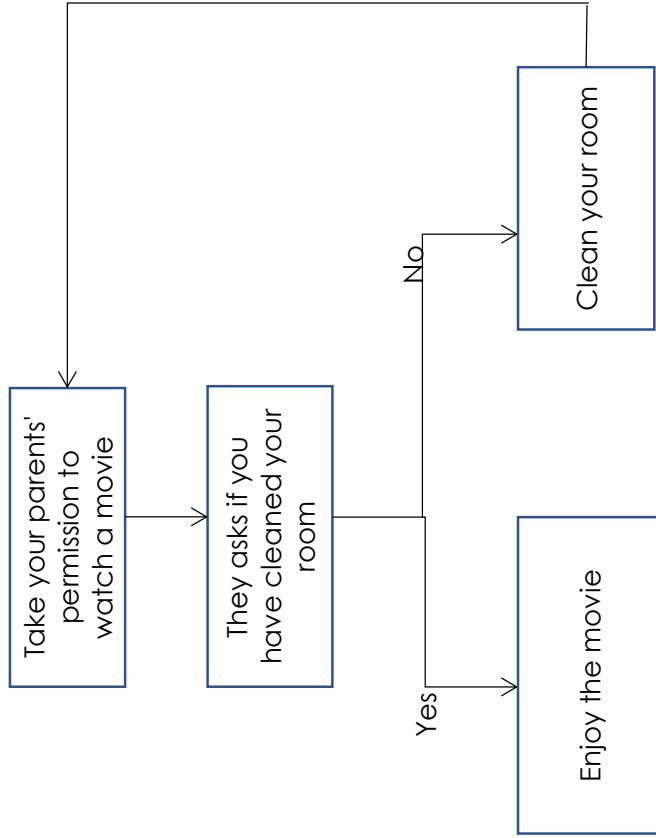 Take your parents'
permission to
watch a movie
They asks if you
have cleaned your
room
Yes
No
Enjoy the movie
Clean your room